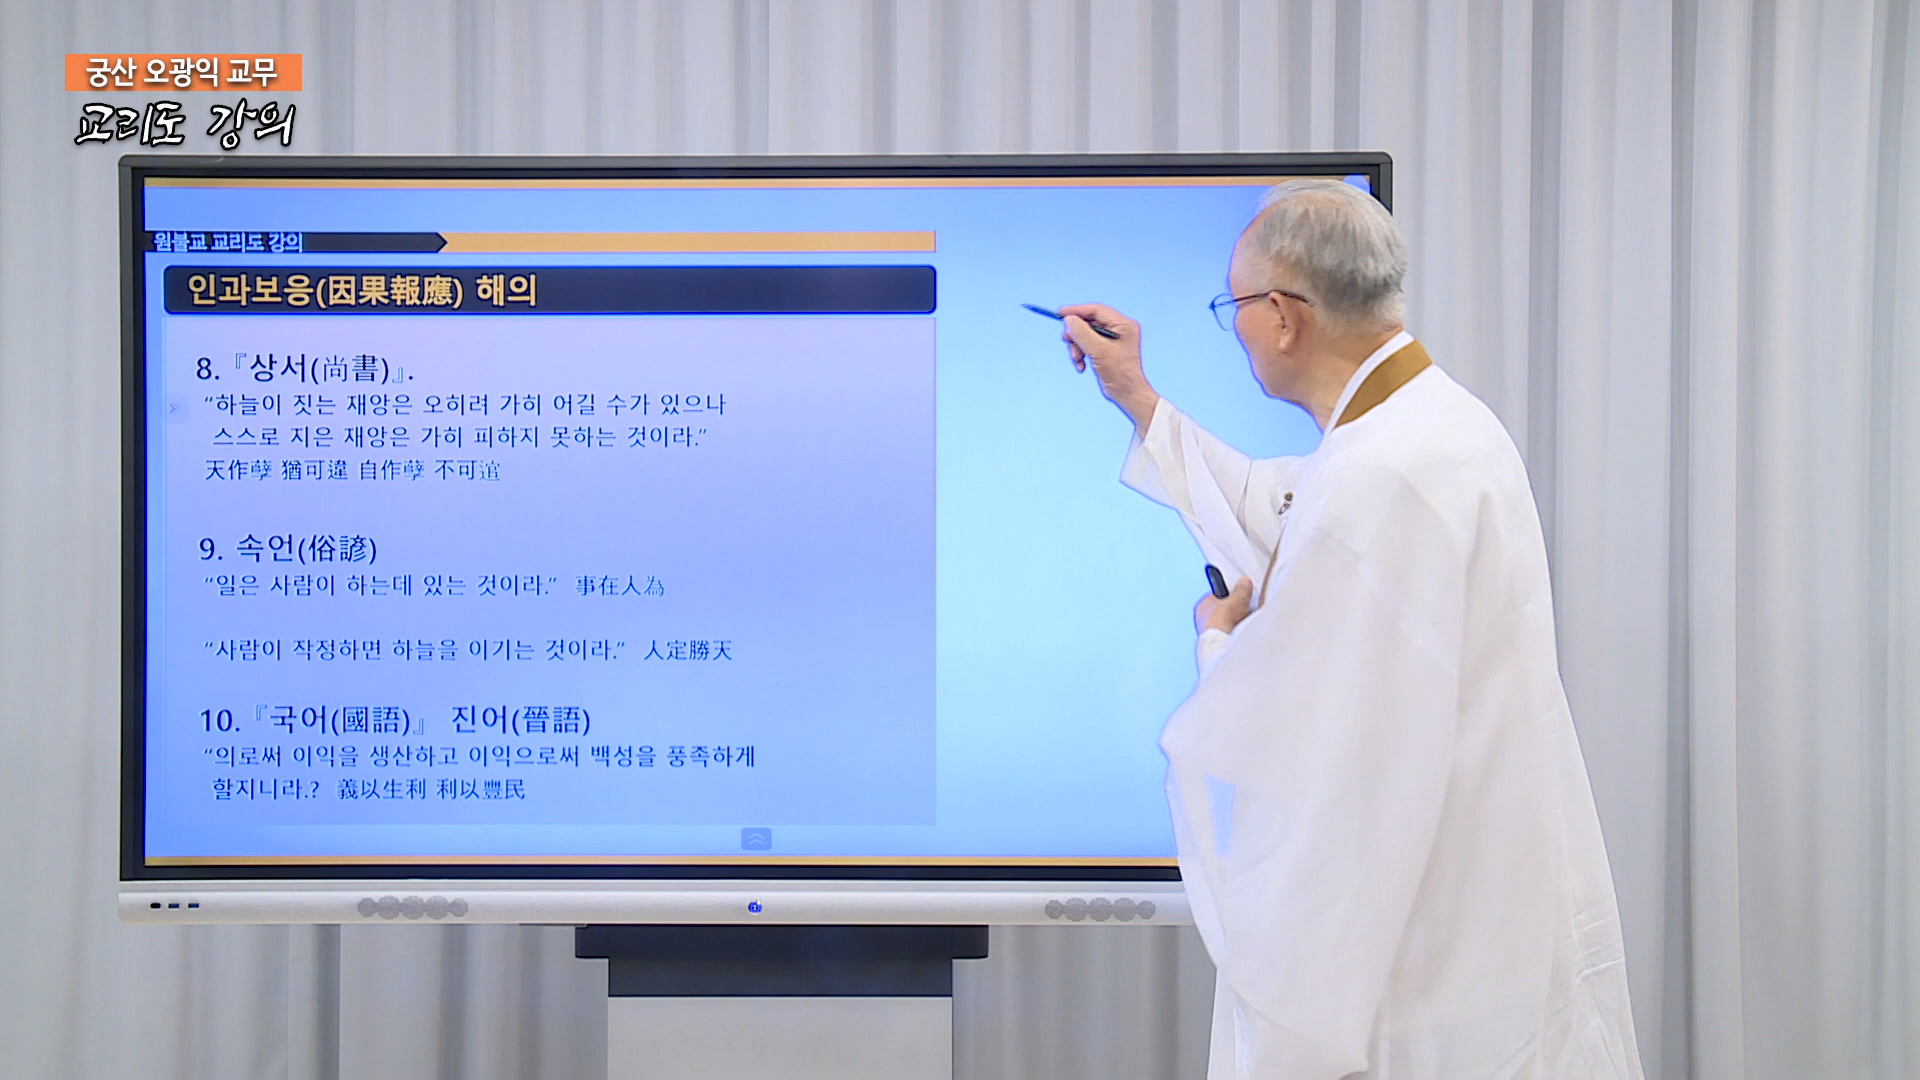 궁산 오광익 교무
교리도 강의
원불교 교리도 강의
인과보응(因果報應) 해의
8.『상서(尚書)』.
“하늘이 짓는 재앙은 오히려 가히 어길 수가 있으나
스스로 지은 재앙은 가히 피하지 못하는 것이라.”
天作孽 猶可違 自作孽 不可逭
9. 속언(俗諺)
“일은 사람이 하는데 있는 것이라.” 事在人為
“사람이 작정하면 하늘을 이기는 것이라.” 人定勝天
10.『국어(國語)』 진어(晉語)
“의로써 이익을 생산하고 이익으로써 백성을 풍족하게
할지니라.? 義以生利 利以豐民